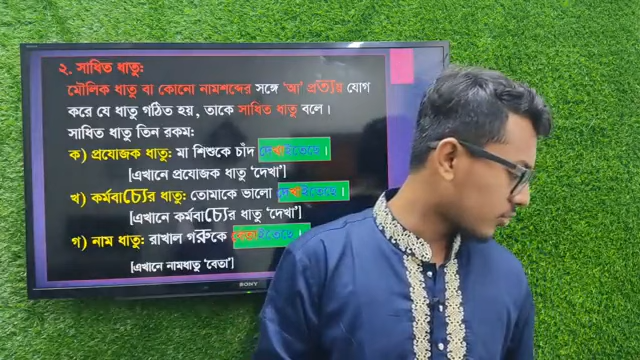 ২. সাধিত ধাতু:
মৌলিক ধাতু বা কোনো নামশব্দের সঙ্গে 'আ' প্রত্যয় যোগ
করে যে ধাতু গঠিত হয়, তাকে সাধিত ধাতু বলে।
সাধিত ধাতু তিন রকম:
ক) প্রযোজক ধাতু: মা শিশুকে চাঁদ
[এখানে প্রযোজক ধাতু 'দেখা']
খ) কর্মবাচ্যের ধাতু: তোমাকে ভালো
[এখানে কর্মবাচ্যের ধাতু 'দেখা']
গ) নাম ধাতু: রাখাল গরুকে
[এখানে নামধাতু 'বেতা']
SONY